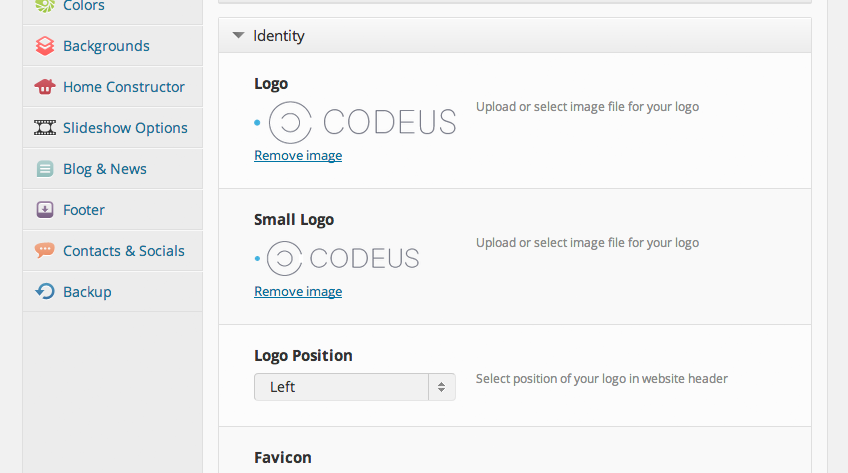 Colors
Backgrounds
Home Constructor
Slideshow Options
Blog & News
Footer
Contacts & Socials
Backup
Identity
Logo
CODEUS
Remove image
Upload or select image file for your logo
Small Logo
CODEUS
Remove image
Upload or select image file for your logo
Logo Position
Left
Select position of your logo in website header
Favicon